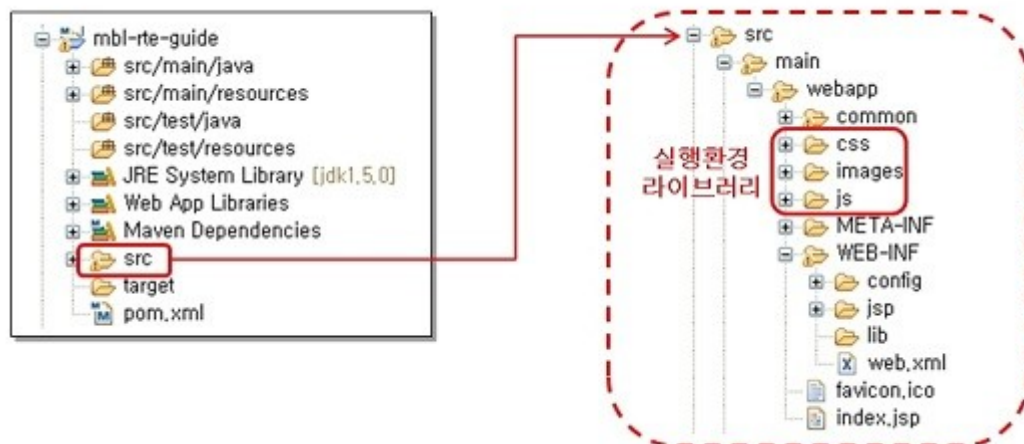 mbl-rte-guide
src/main/java
src/main/resources
src/test/java
src/test/resources
JRE System Library [jdk1,5,0]
Web App Libraries
Maven Dependencies
src
target
pom,xml
src
main
webapp
common
css
images
js
실행환경
라이브러리
META-INF
WEB-INF
config
jsp
lib
web,xml
favicon,ico
index,jsp